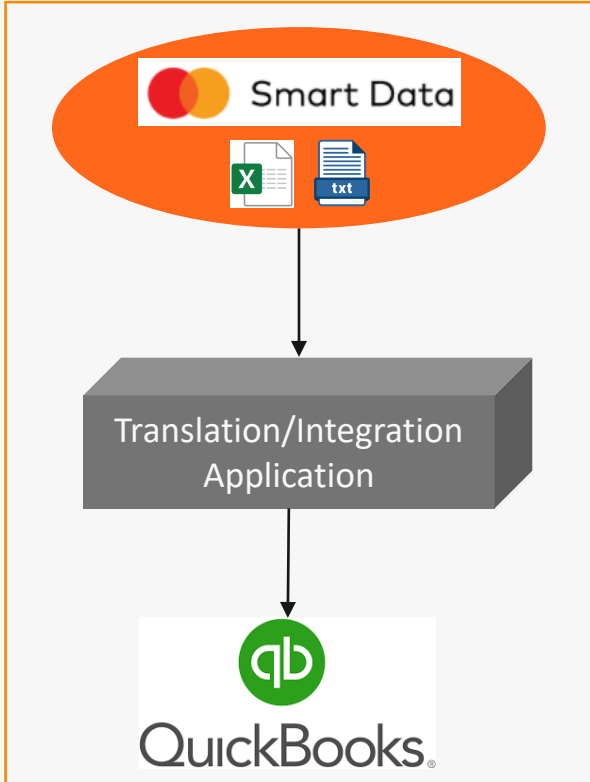 Smart Data
X
txt
Translation/Integration
Application
qb
QuickBooks®